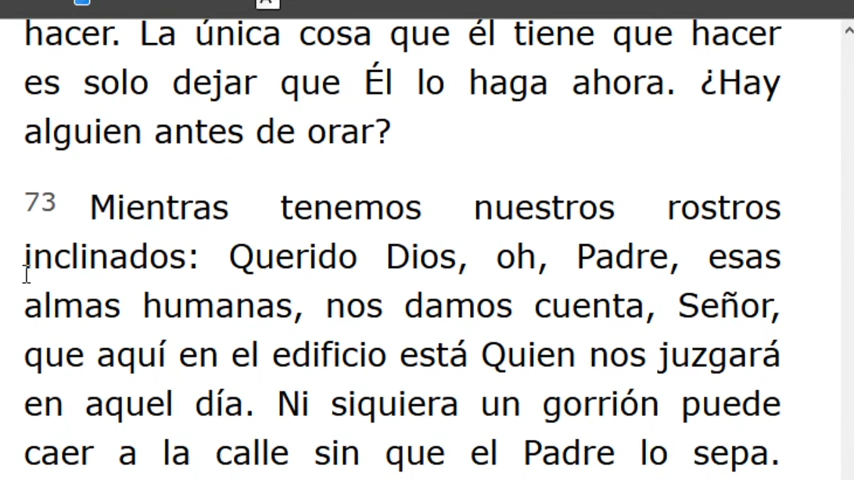 hacer. La única cosa que él tiene que hacer
es solo dejar que Él lo haga ahora. ¿Hay
alguien antes de orar?
73 Mientras tenemos nuestros rostros
inclinados: Querido Dios, oh, Padre, esas
almas humanas, nos damos cuenta, Señor,
que aquí en el edificio está Quien nos juzgará
en aquel día. Ni siquiera un gorrión puede
caer a la calle sin que el Padre lo sepa.